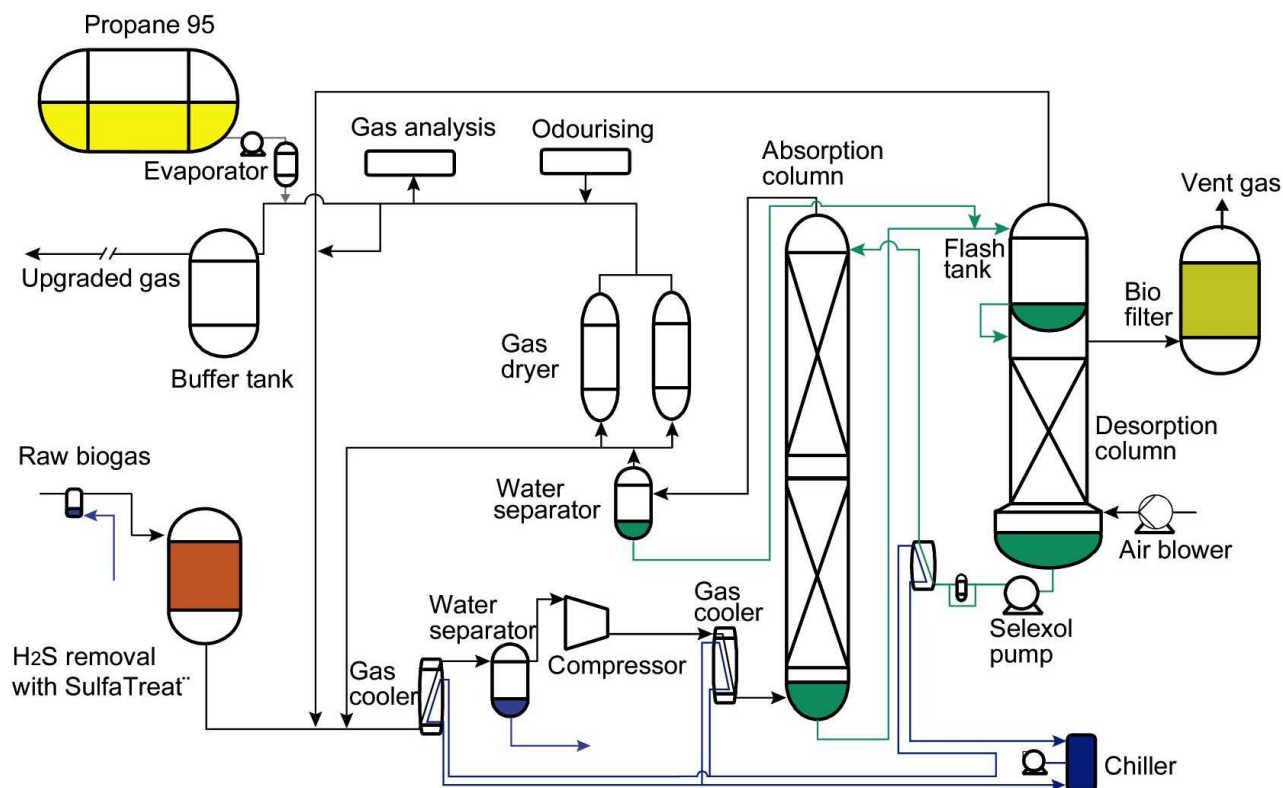 Propane 95
Gas analysis
Odourising
Absorption
column
Evaporator
Vent gas
Upgraded gas
Flash
tank
Bio
filter
Buffer tank
Gas
dryer
Desorption
column
Raw biogas
Water
separator
Air blower
Water
separator
Gas
cooler
Selexol
pump
H2S removal
with SulfaTreat¨
Gas
cooler
Compressor
Chiller